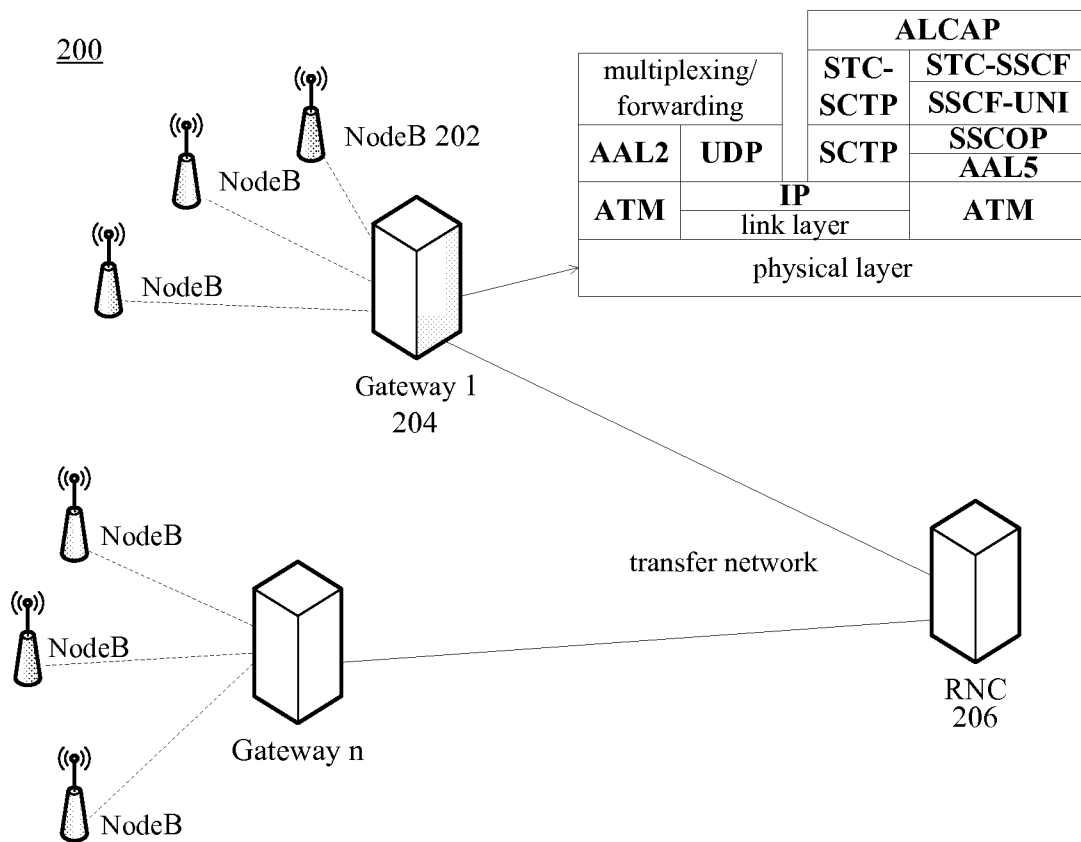 200
ALCAP
multiplexing/
forwarding
STC-
SCTP
STC-SSCF
SSCF-UNI
AAL2
UDP
SCTP
SSCOP
AAL5
ATM
IP
link layer
ATM
physical layer
NodeB 202
NodeB
NodeB
Gateway 1
204
NodeB
NodeB
NodeB
Gateway n
transfer network
RNC
206